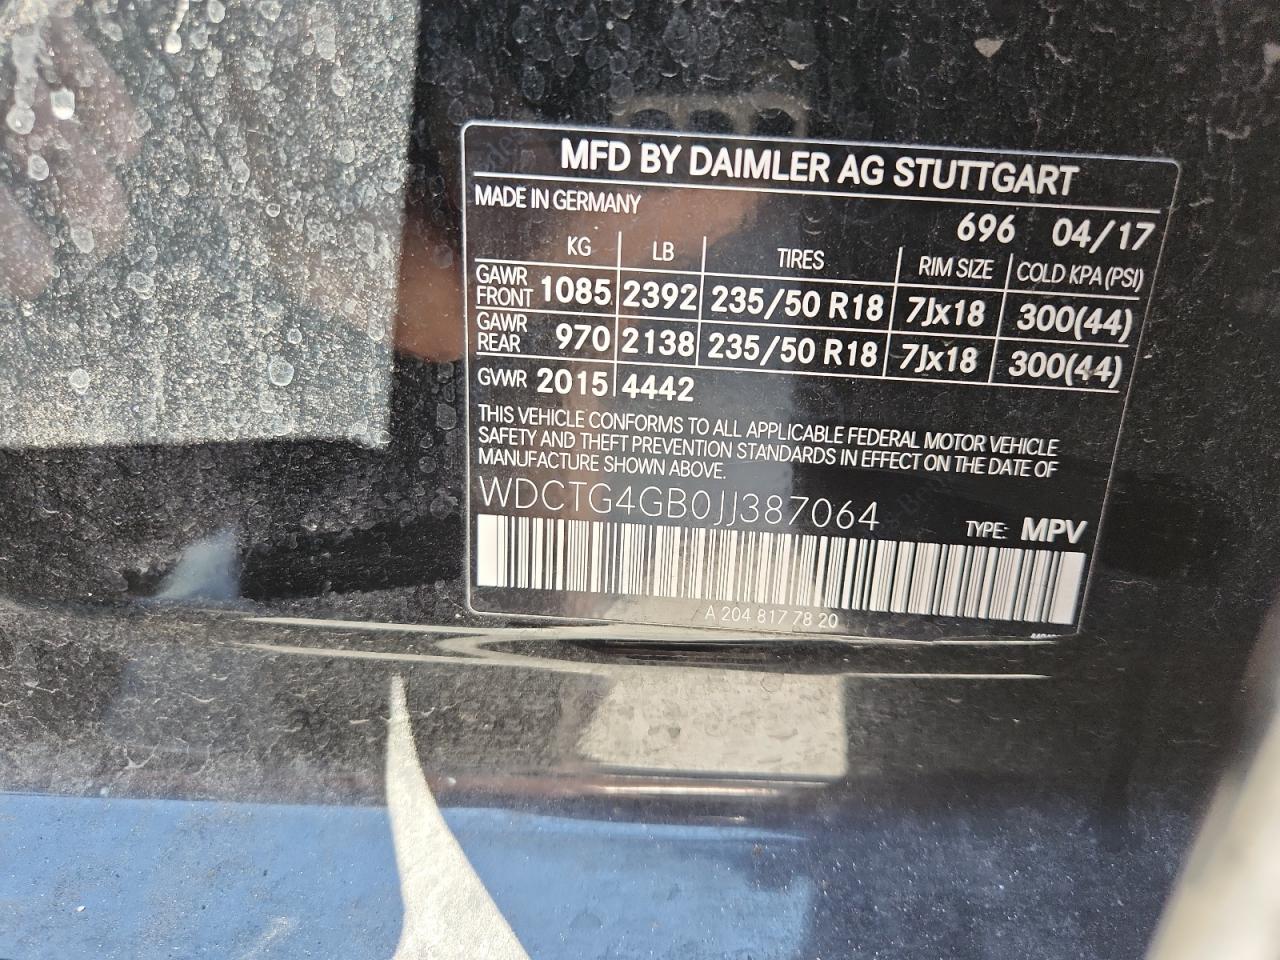 MFD BY DAIMLER AG STUTTGART
MADE IN GERMANY
696 04/17
KG LB TIRES RIM SIZE COLD KPA (PSI)
GAWR FRONT 1085 2392 235/50 R18 7Jx18 300(44)
GAWR REAR 970 2138 235/50 R18 7Jx18 300(44)
GVWR 2015 4442
THIS VEHICLE CONFORMS TO ALL APPLICABLE FEDERAL MOTOR VEHICLE
SAFETY AND THEFT PREVENTION STANDARDS IN EFFECT ON THE DATE OF
MANUFACTURE SHOWN ABOVE.
WDCTG4GB0JJ387064
TYPE: MPV
A 204 817 78 20